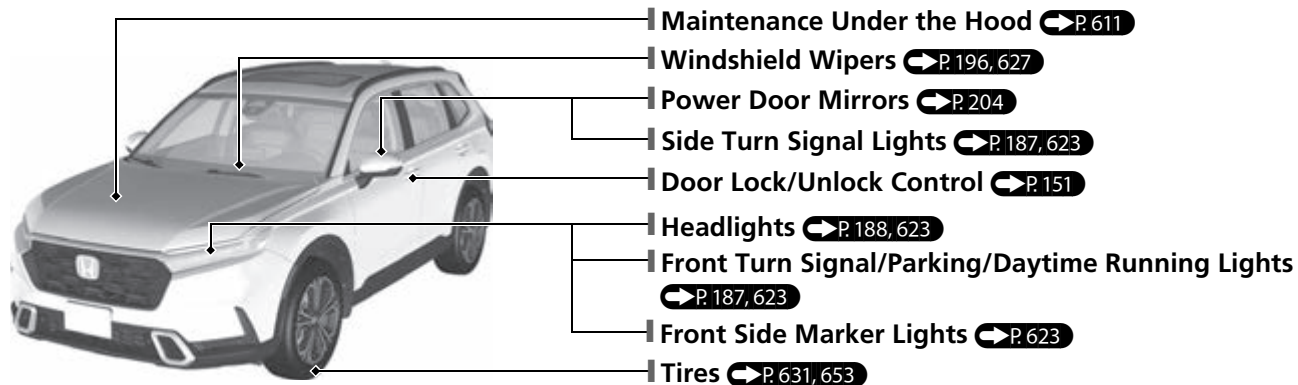 Maintenance Under the Hood P. 611
Windshield Wipers P. 196, 627
Power Door Mirrors P. 204
Side Turn Signal Lights P. 187, 623
Door Lock/Unlock Control P. 151
Headlights P. 188, 623
Front Turn Signal/Parking/Daytime Running Lights
P. 187, 623
Front Side Marker Lights P. 623
Tires P. 631, 653